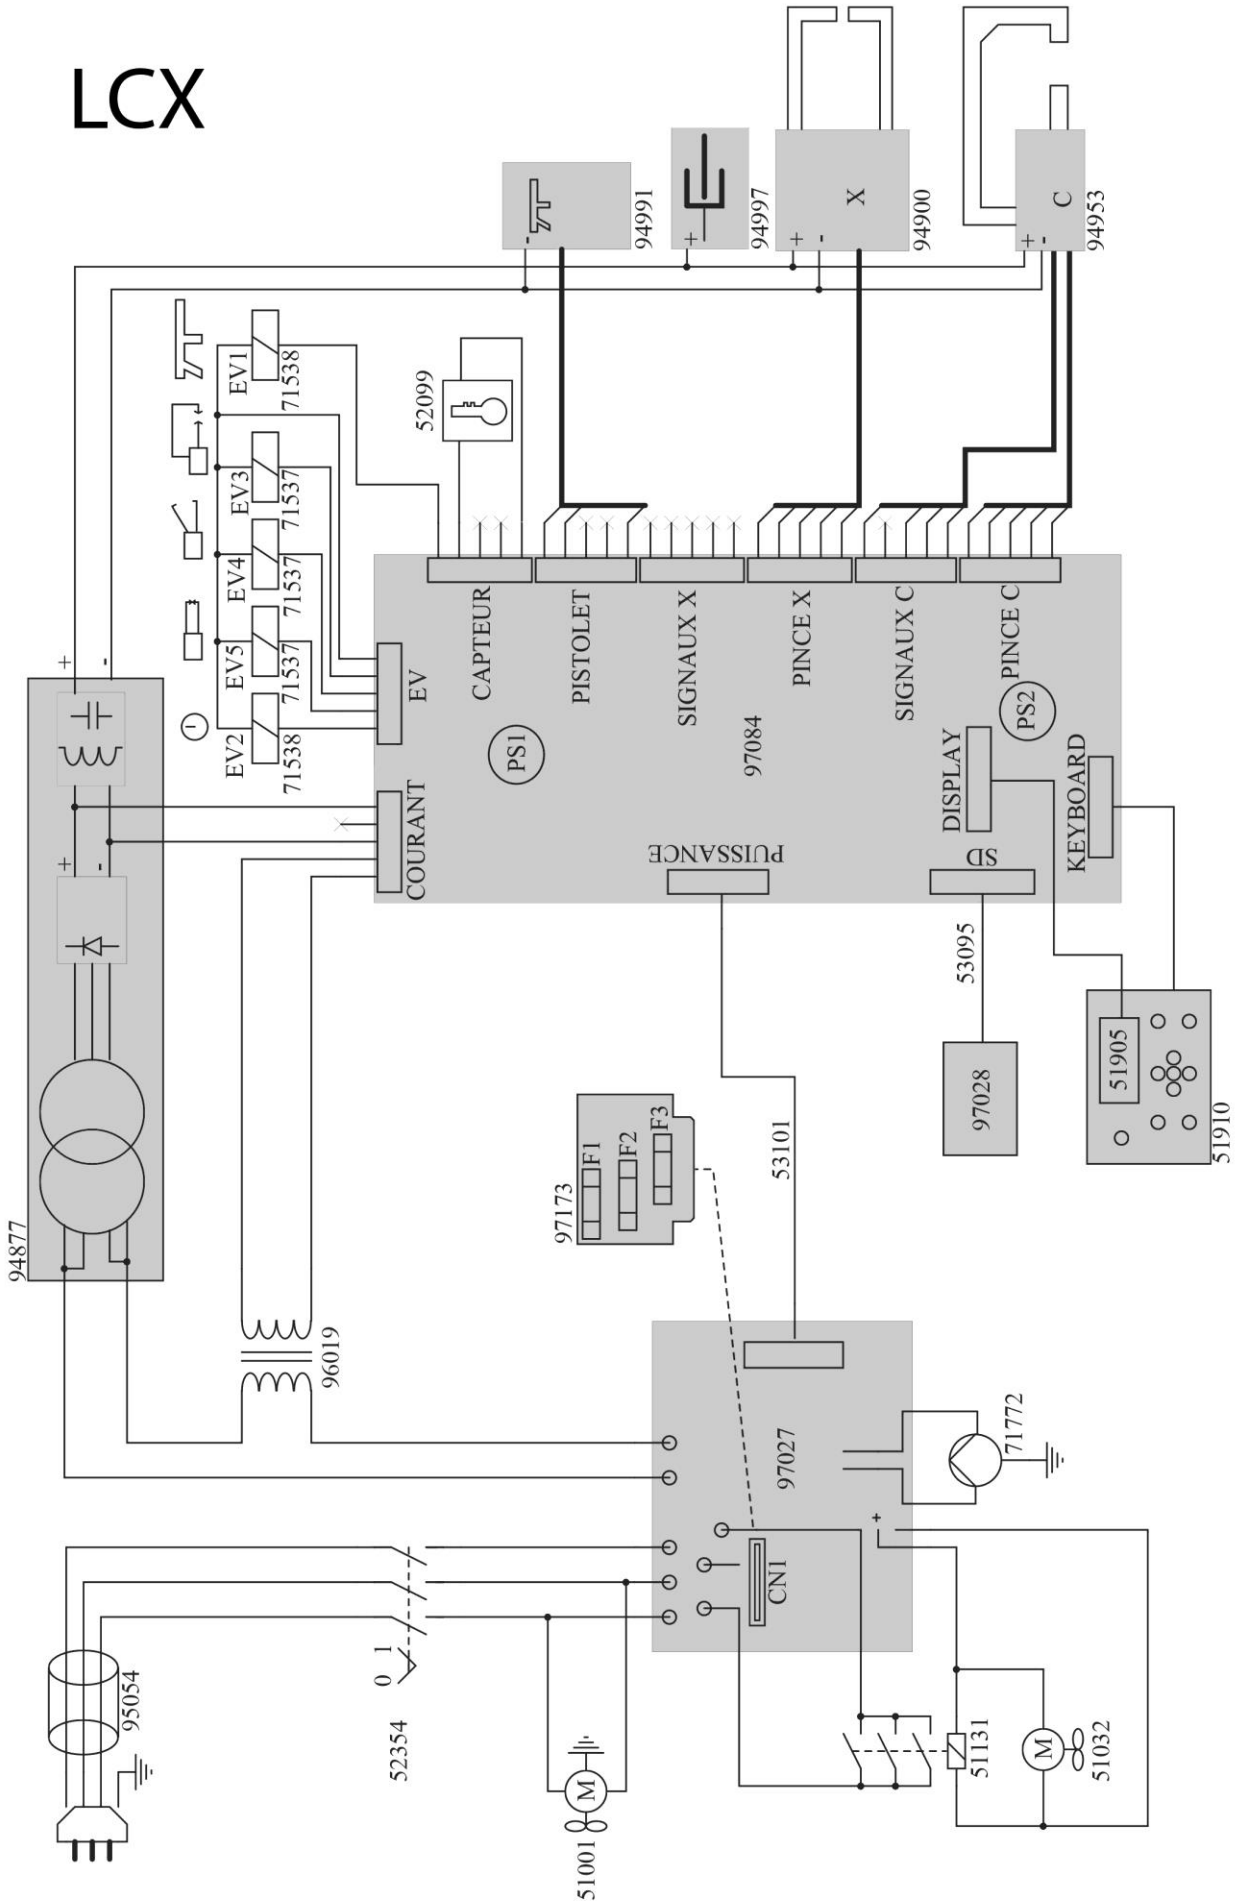 LCX
94991
-
94997
+
X
94900
+
-
C
94953
+
-
EV1
71538
EV3
71537
EV4
71537
EV5
71537
EV2
71538
52099
+
-
+
-
94877
EV
COURANT
CAPTEUR
PISTOLET
SIGNAUX X
PINCE X
SIGNAUX C
PINCE C
PS1
97084
PS2
DISPLAY
KEYBOARD
PUISSANCE
SD
53095
97028
51905
51910
97173
F1
F2
F3
53101
96019
97027
CN1
71772
+
95054
0 1
52354
M
51001
51131
M
51032